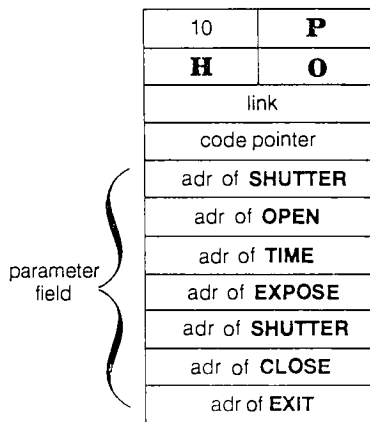 10 P
H O
link
code pointer
adr of SHUTTER
adr of OPEN
adr of TIME
parameter
field
adr of EXPOSE
adr of SHUTTER
adr of CLOSE
adr of EXIT